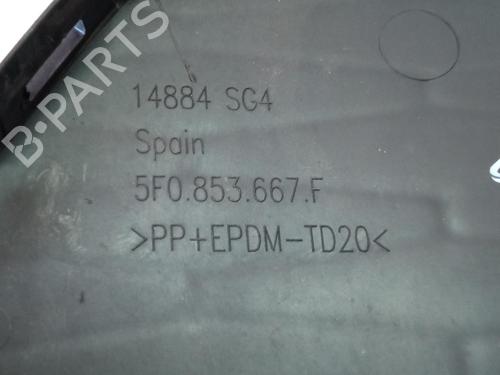 B-PARTS
14884 SG4
Spain
5F0.853.667.F
>PP+EPDM-TD20<